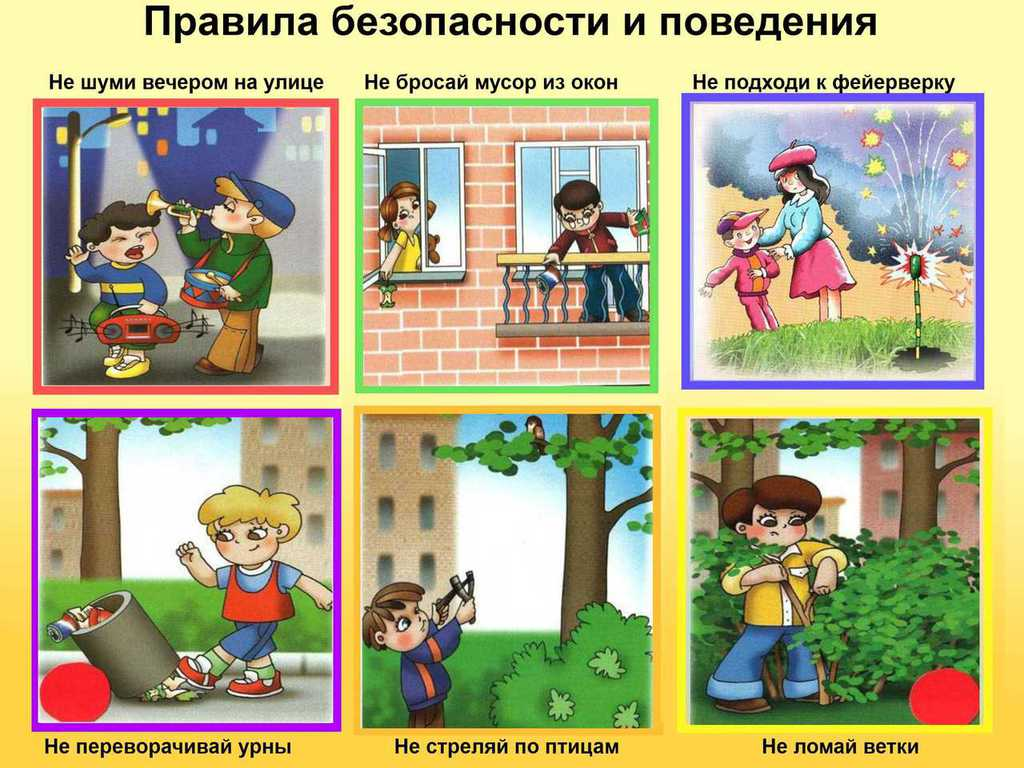 Правила безопасности и поведения
Не шуми вечером на улице
Не бросай мусор из окон
Не подходи к фейерверку
Не переворачивай урны
Не стреляй по птицам
Не ломай ветки